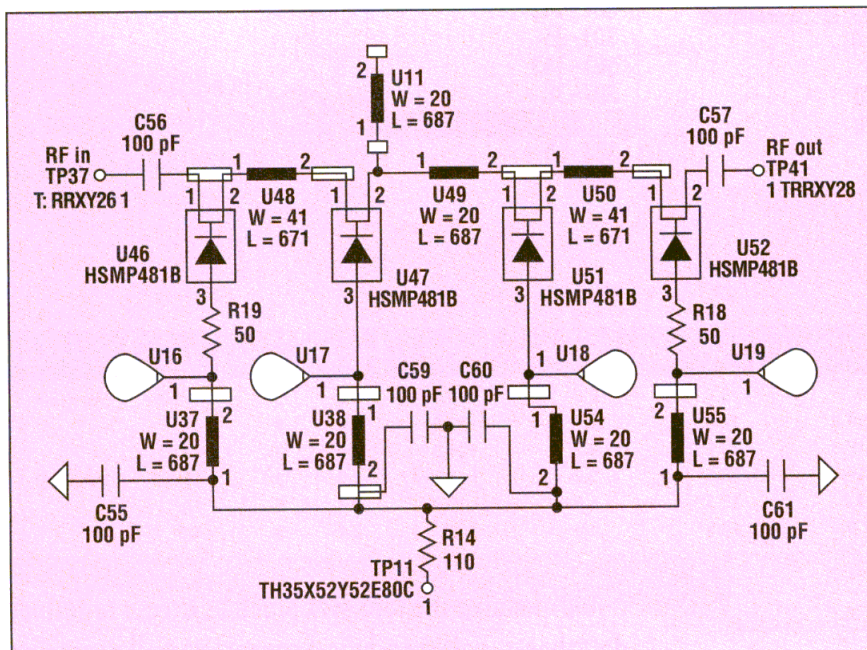 2
U11
W = 20
L = 687
1
C56
100 pF
C57
100 pF
RF in
TP37
T: RRXY26 1
RF out
TP41
1 TRRXY28
1
2
1
2
U48
W = 41
L = 671
1
2
1
2
U49
W = 20
L = 687
1
2
1
2
U50
W = 41
L = 671
1
2
U46
HSMP481B
3
U47
HSMP481B
3
U51
HSMP481B
3
U52
HSMP481B
3
R19
50
R18
50
U16
1
U17
1
U18
1
U19
1
C59
100 pF
C60
100 pF
2
U37
W = 20
L = 687
1
1
U38
W = 20
L = 687
2
1
U54
W = 20
L = 687
2
2
U55
W = 20
L = 687
1
C55
100 pF
C61
100 pF
R14
110
TP11
TH35X52Y52E80C
1